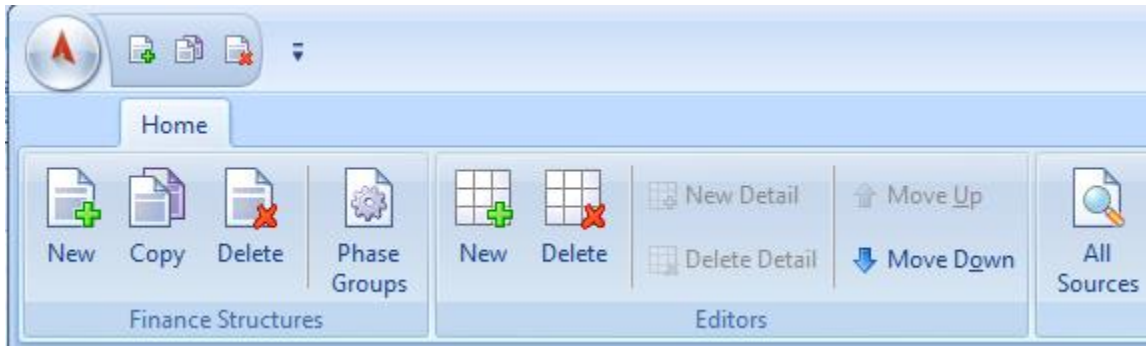 Home
New
Copy
Delete
Phase
Groups
Finance Structures
New
Delete
New Detail
Delete Detail
Move Up
Move Down
Editors
All
Sources